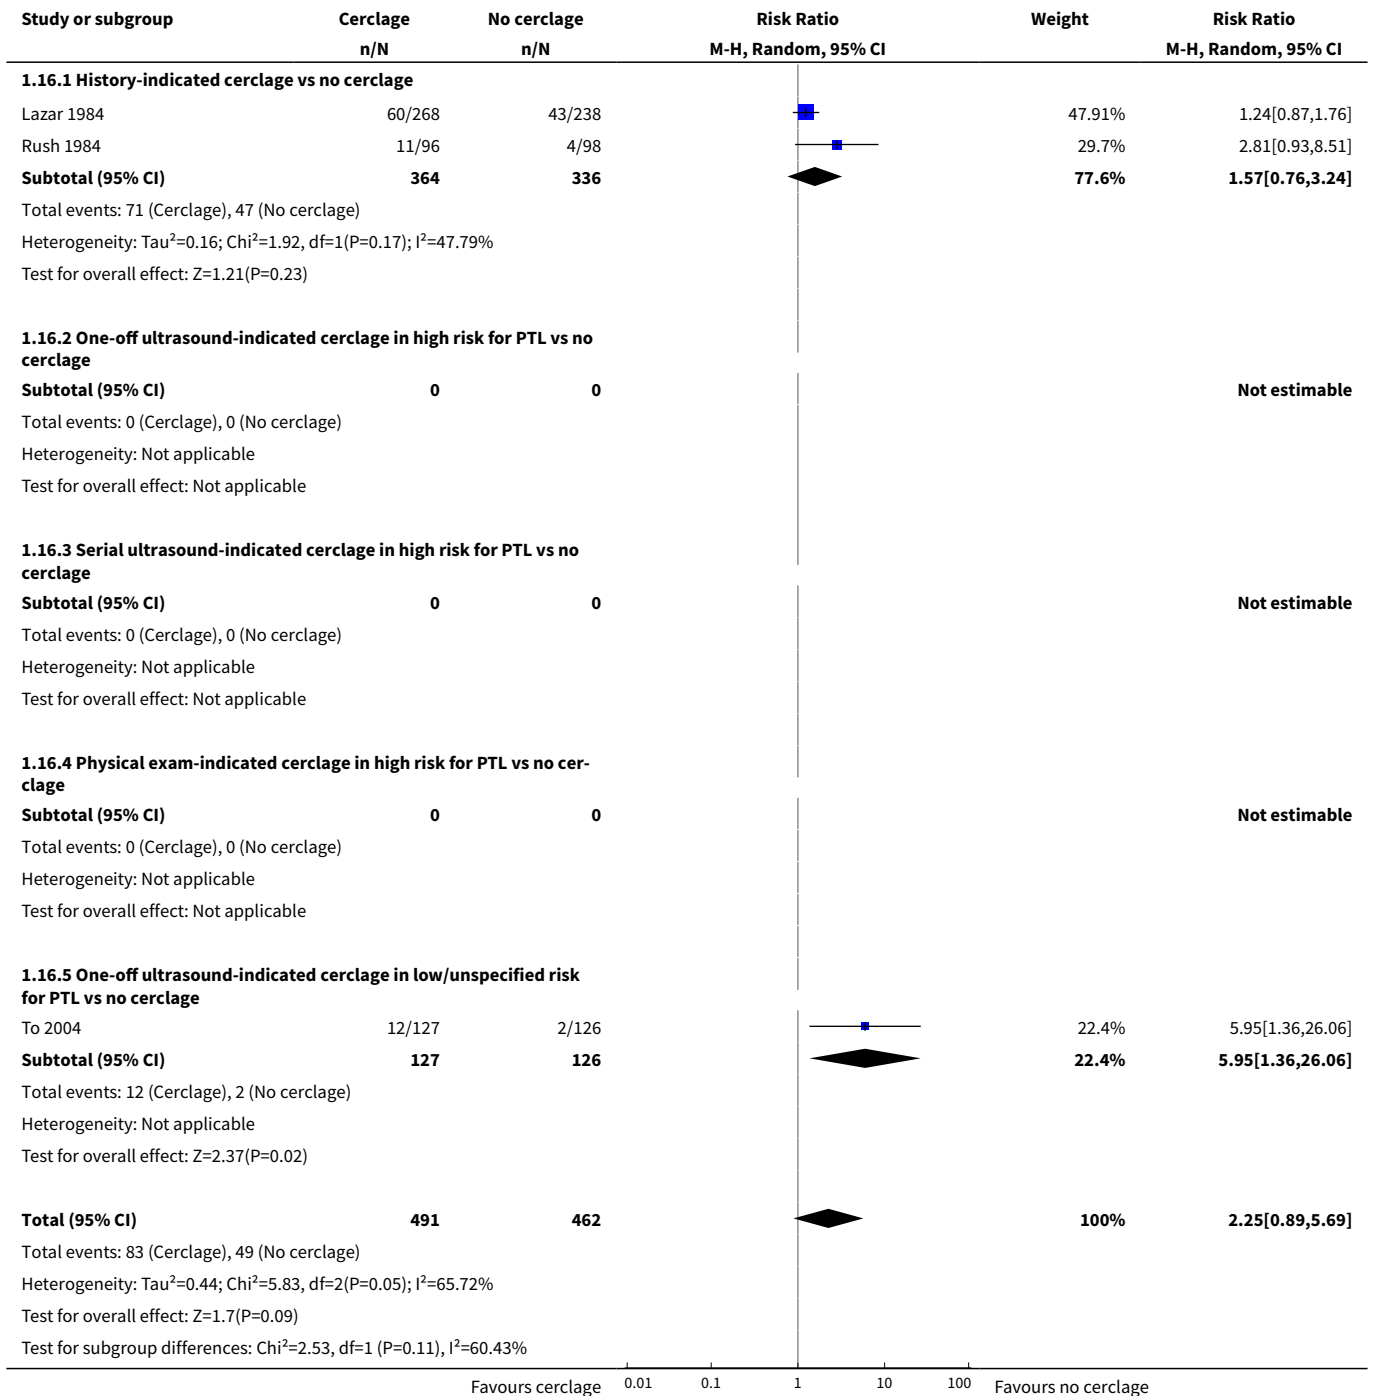 Study or subgroup Cerclage No cerclage Risk Ratio Weight Risk Ratio
n/N n/N M-H, Random, 95% CI M-H, Random, 95% CI
1.16.1 History-indicated cerclage vs no cerclage
Lazar 1984 60/268 43/238 47.91% 1.24[0.87,1.76]
Rush 1984 11/96 4/98 29.7% 2.81[0.93,8.51]
Subtotal (95% CI) 364 336 77.6% 1.57[0.76,3.24]
Total events: 71 (Cerclage), 47 (No cerclage)
Heterogeneity: Tau²=0.16; Chi²=1.92, df=1(P=0.17); I²=47.79%
Test for overall effect: Z=1.21(P=0.23)
1.16.2 One-off ultrasound-indicated cerclage in high risk for PTL vs no
cerclage
Subtotal (95% CI) 0 0 Not estimable
Total events: 0 (Cerclage), 0 (No cerclage)
Heterogeneity: Not applicable
Test for overall effect: Not applicable
1.16.3 Serial ultrasound-indicated cerclage in high risk for PTL vs no
cerclage
Subtotal (95% CI) 0 0 Not estimable
Total events: 0 (Cerclage), 0 (No cerclage)
Heterogeneity: Not applicable
Test for overall effect: Not applicable
1.16.4 Physical exam-indicated cerclage in high risk for PTL vs no cer-
clage
Subtotal (95% CI) 0 0 Not estimable
Total events: 0 (Cerclage), 0 (No cerclage)
Heterogeneity: Not applicable
Test for overall effect: Not applicable
1.16.5 One-off ultrasound-indicated cerclage in low/unspecified risk
for PTL vs no cerclage
To 2004 12/127 2/126 22.4% 5.95[1.36,26.06]
Subtotal (95% CI) 127 126 22.4% 5.95[1.36,26.06]
Total events: 12 (Cerclage), 2 (No cerclage)
Heterogeneity: Not applicable
Test for overall effect: Z=2.37(P=0.02)
Total (95% CI) 491 462 100% 2.25[0.89,5.69]
Total events: 83 (Cerclage), 49 (No cerclage)
Heterogeneity: Tau²=0.44; Chi²=5.83, df=2(P=0.05); I²=65.72%
Test for overall effect: Z=1.7(P=0.09)
Test for subgroup differences: Chi²=2.53, df=1 (P=0.11), I²=60.43%
Favours cerclage 0.01 0.1 1 10 100 Favours no cerclage